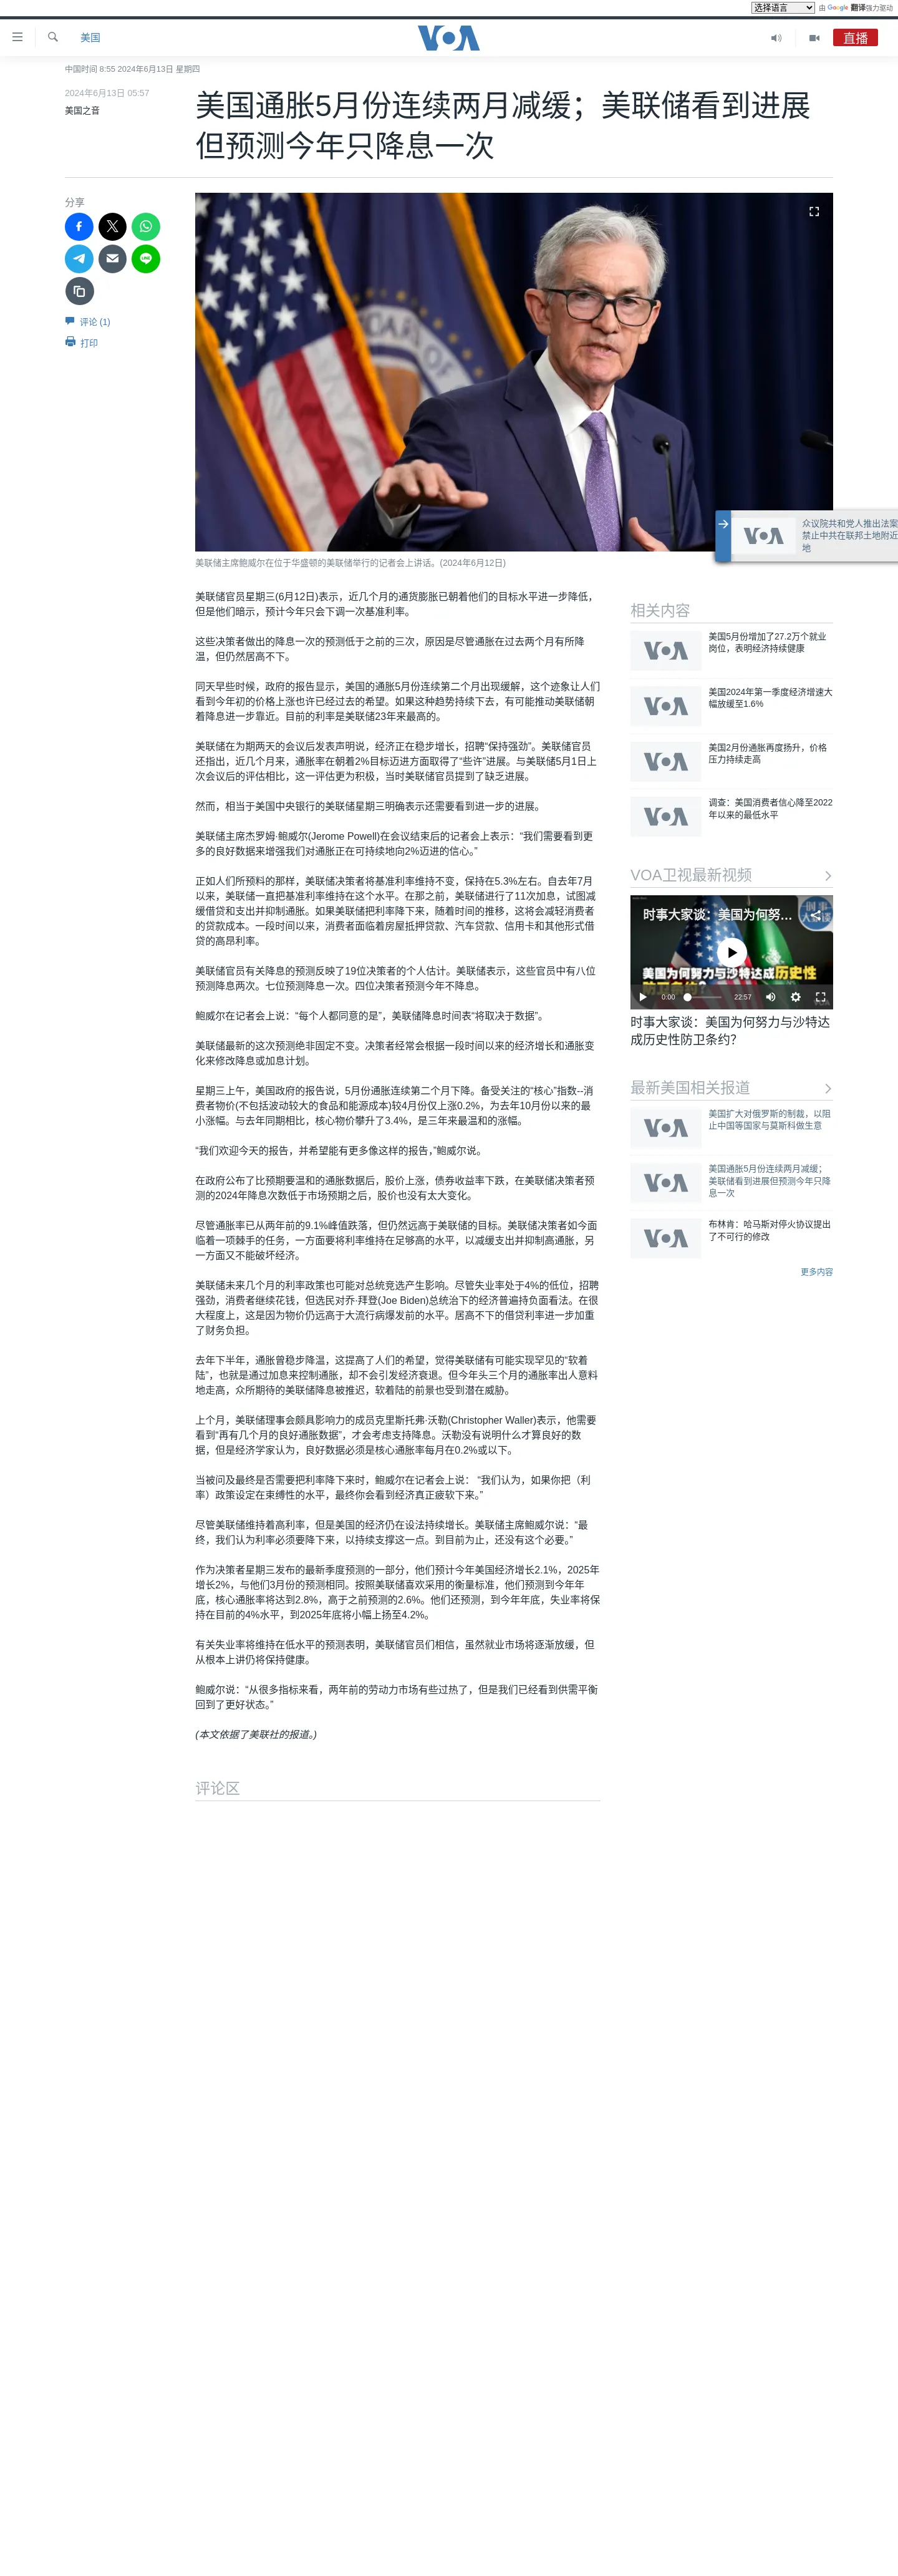 选择语言
由 Google 翻译强力驱动
美国
VOA
直播
中国时间 8:55 2024年6月13日 星期四
2024年6月13日 05:57
美国之音
美国通胀5月份连续两月减缓；美联储看到进展
但预测今年只降息一次
分享
评论 (1)
打印
美联储主席鲍威尔在位于华盛顿的美联储举行的记者会上讲话。(2024年6月12日)
VOA
众议院共和党人推出法案
禁止中共在联邦土地附近
地
美联储官员星期三(6月12日)表示，近几个月的通货膨胀已朝着他们的目标水平进一步降低，
但是他们暗示，预计今年只会下调一次基准利率。
这些决策者做出的降息一次的预测低于之前的三次，原因是尽管通胀在过去两个月有所降
温，但仍然居高不下。
同天早些时候，政府的报告显示，美国的通胀5月份连续第二个月出现缓解，这个迹象让人们
看到今年初的价格上涨也许已经过去的希望。如果这种趋势持续下去，有可能推动美联储朝
着降息进一步靠近。目前的利率是美联储23年来最高的。
美联储在为期两天的会议后发表声明说，经济正在稳步增长，招聘“保持强劲”。美联储官员
还指出，近几个月来，通胀率在朝着2%目标迈进方面取得了“些许”进展。与美联储5月1日上
次会议后的评估相比，这一评估更为积极，当时美联储官员提到了缺乏进展。
然而，相当于美国中央银行的美联储星期三明确表示还需要看到进一步的进展。
美联储主席杰罗姆·鲍威尔(Jerome Powell)在会议结束后的记者会上表示：“我们需要看到更
多的良好数据来增强我们对通胀正在可持续地向2%迈进的信心。”
正如人们所预料的那样，美联储决策者将基准利率维持不变，保持在5.3%左右。自去年7月
以来，美联储一直把基准利率维持在这个水平。在那之前，美联储进行了11次加息，试图减
缓借贷和支出并抑制通胀。如果美联储把利率降下来，随着时间的推移，这将会减轻消费者
的贷款成本。一段时间以来，消费者面临着房屋抵押贷款、汽车贷款、信用卡和其他形式借
贷的高昂利率。
美联储官员有关降息的预测反映了19位决策者的个人估计。美联储表示，这些官员中有八位
预测降息两次。七位预测降息一次。四位决策者预测今年不降息。
鲍威尔在记者会上说：“每个人都同意的是”，美联储降息时间表“将取决于数据”。
美联储最新的这次预测绝非固定不变。决策者经常会根据一段时间以来的经济增长和通胀变
化来修改降息或加息计划。
星期三上午，美国政府的报告说，5月份通胀连续第二个月下降。备受关注的“核心”指数--消
费者物价(不包括波动较大的食品和能源成本)较4月份仅上涨0.2%，为去年10月份以来的最
小涨幅。与去年同期相比，核心物价攀升了3.4%，是三年来最温和的涨幅。
“我们欢迎今天的报告，并希望能有更多像这样的报告，”鲍威尔说。
在政府公布了比预期要温和的通胀数据后，股价上涨，债券收益率下跌，在美联储决策者预
测的2024年降息次数低于市场预期之后，股价也没有太大变化。
尽管通胀率已从两年前的9.1%峰值跌落，但仍然远高于美联储的目标。美联储决策者如今面
临着一项棘手的任务，一方面要将利率维持在足够高的水平，以减缓支出并抑制高通胀，另
一方面又不能破坏经济。
美联储未来几个月的利率政策也可能对总统竞选产生影响。尽管失业率处于4%的低位，招聘
强劲，消费者继续花钱，但选民对乔·拜登(Joe Biden)总统治下的经济普遍持负面看法。在很
大程度上，这是因为物价仍远高于大流行病爆发前的水平。居高不下的借贷利率进一步加重
了财务负担。
去年下半年，通胀曾稳步降温，这提高了人们的希望，觉得美联储有可能实现罕见的“软着
陆”，也就是通过加息来控制通胀，却不会引发经济衰退。但今年头三个月的通胀率出人意料
地走高，众所期待的美联储降息被推迟，软着陆的前景也受到潜在威胁。
上个月，美联储理事会颇具影响力的成员克里斯托弗·沃勒(Christopher Waller)表示，他需要
看到“再有几个月的良好通胀数据”，才会考虑支持降息。沃勒没有说明什么才算良好的数
据，但是经济学家认为，良好数据必须是核心通胀率每月在0.2%或以下。
当被问及最终是否需要把利率降下来时，鲍威尔在记者会上说： “我们认为，如果你把（利
率）政策设定在束缚性的水平，最终你会看到经济真正疲软下来。”
尽管美联储维持着高利率，但是美国的经济仍在设法持续增长。美联储主席鲍威尔说：“最
终，我们认为利率必须要降下来，以持续支撑这一点。到目前为止，还没有这个必要。”
作为决策者星期三发布的最新季度预测的一部分，他们预计今年美国经济增长2.1%，2025年
增长2%，与他们3月份的预测相同。按照美联储喜欢采用的衡量标准，他们预测到今年年
底，核心通胀率将达到2.8%，高于之前预测的2.6%。他们还预测，到今年年底，失业率将保
持在目前的4%水平，到2025年底将小幅上扬至4.2%。
有关失业率将维持在低水平的预测表明，美联储官员们相信，虽然就业市场将逐渐放缓，但
从根本上讲仍将保持健康。
鲍威尔说：“从很多指标来看，两年前的劳动力市场有些过热了，但是我们已经看到供需平衡
回到了更好状态。”
(本文依据了美联社的报道。)
评论区
相关内容
VOA
美国5月份增加了27.2万个就业
岗位，表明经济持续健康
VOA
美国2024年第一季度经济增速大
幅放缓至1.6%
VOA
美国2月份通胀再度扬升，价格
压力持续走高
VOA
调查：美国消费者信心降至2022
年以来的最低水平
VOA卫视最新视频
时事大家谈：美国为何努...
美国为何努力与沙特达成历史性
防卫条约?
0:00
22:57
时事大家谈：美国为何努力与沙特达
成历史性防卫条约?
最新美国相关报道
VOA
美国扩大对俄罗斯的制裁，以阻
止中国等国家与莫斯科做生意
VOA
美国通胀5月份连续两月减缓；
美联储看到进展但预测今年只降
息一次
VOA
布林肯：哈马斯对停火协议提出
了不可行的修改
更多内容